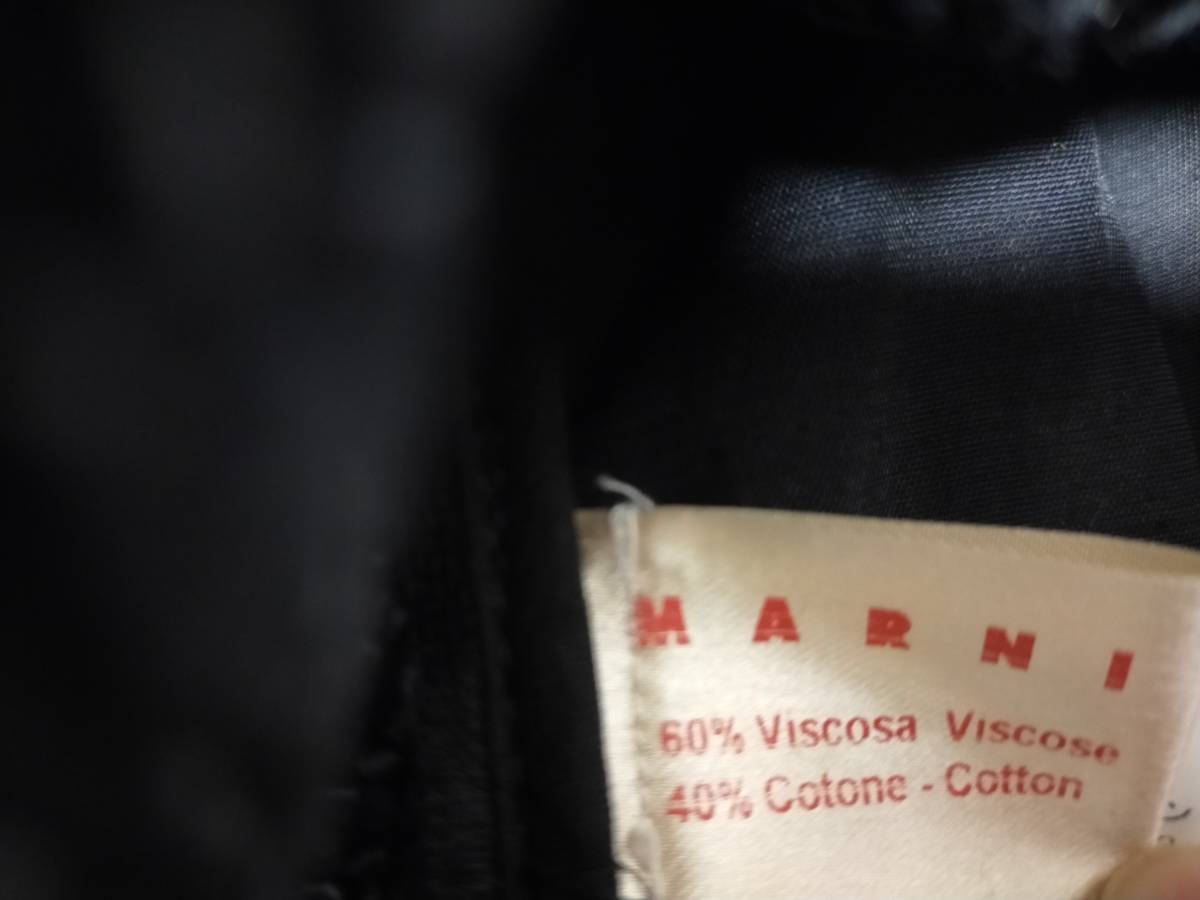 MARNI
60% Viscosa Viscose
40% Cotone - Cotton